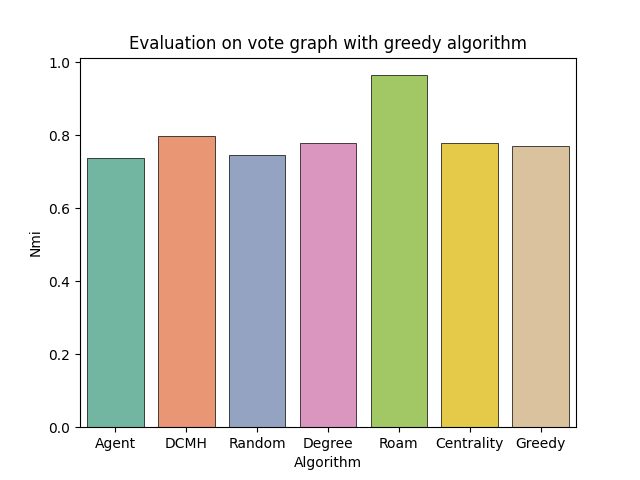 Evaluation on vote graph with greedy algorithm
1.0
0.8
0.6
0.4
0.2
0.0
Nmi
Agent DCMH Random Degree Roam Centrality Greedy
Algorithm